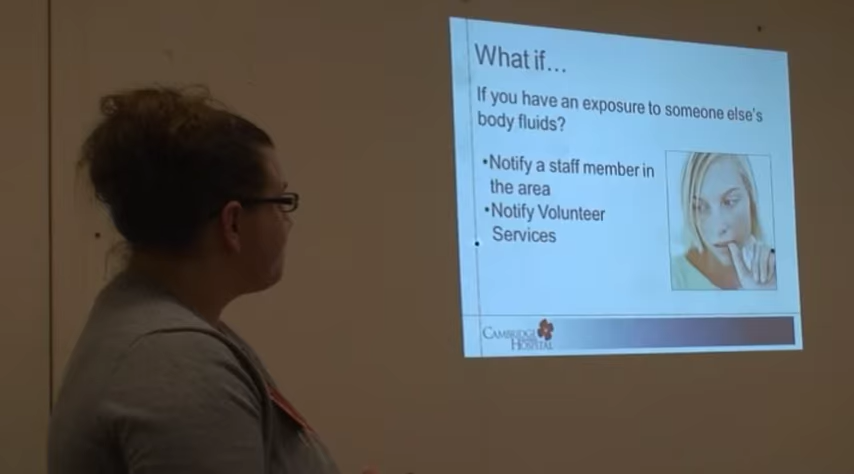 What if...
If you have an exposure to someone else's
body fluids?
•Notify a staff member in
the area
•Notify Volunteer
Services
CAMBRIDGE
HOSPITAL